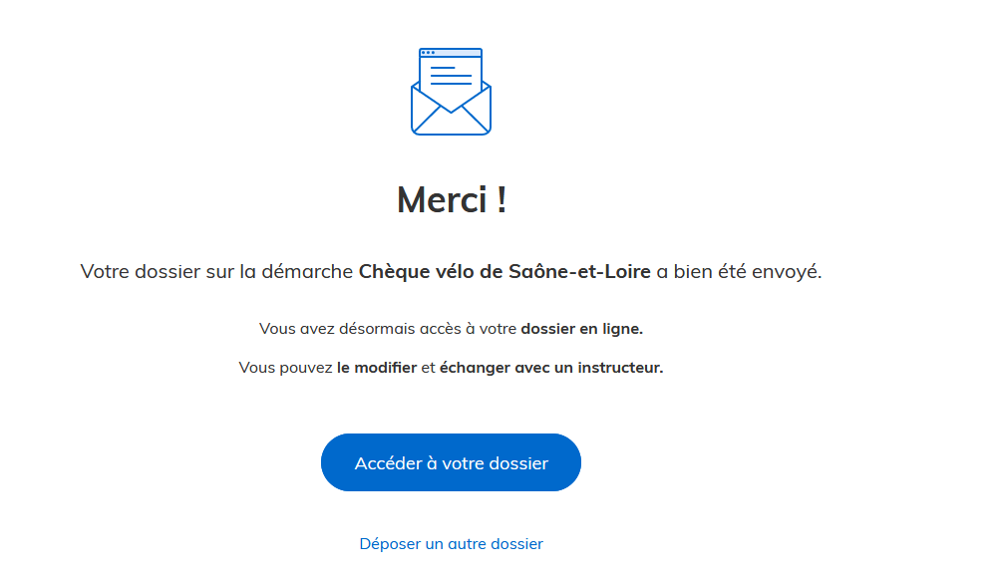 Merci !
Votre dossier sur la démarche Chèque vélo de Saône-et-Loire a bien été envoyé.
Vous avez désormais accès à votre dossier en ligne.
Vous pouvez le modifier et échanger avec un instructeur.
Accéder à votre dossier
Déposer un autre dossier